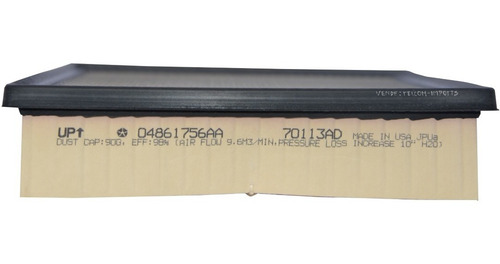 UP↑ 04861756AA 70113AD MADE IN USA JPUa
DUST CAP:90G, EFF:98% [AIR FLOW 9.6M3/MIN,PRESSURE LOSS INCREASE 10" H2O]